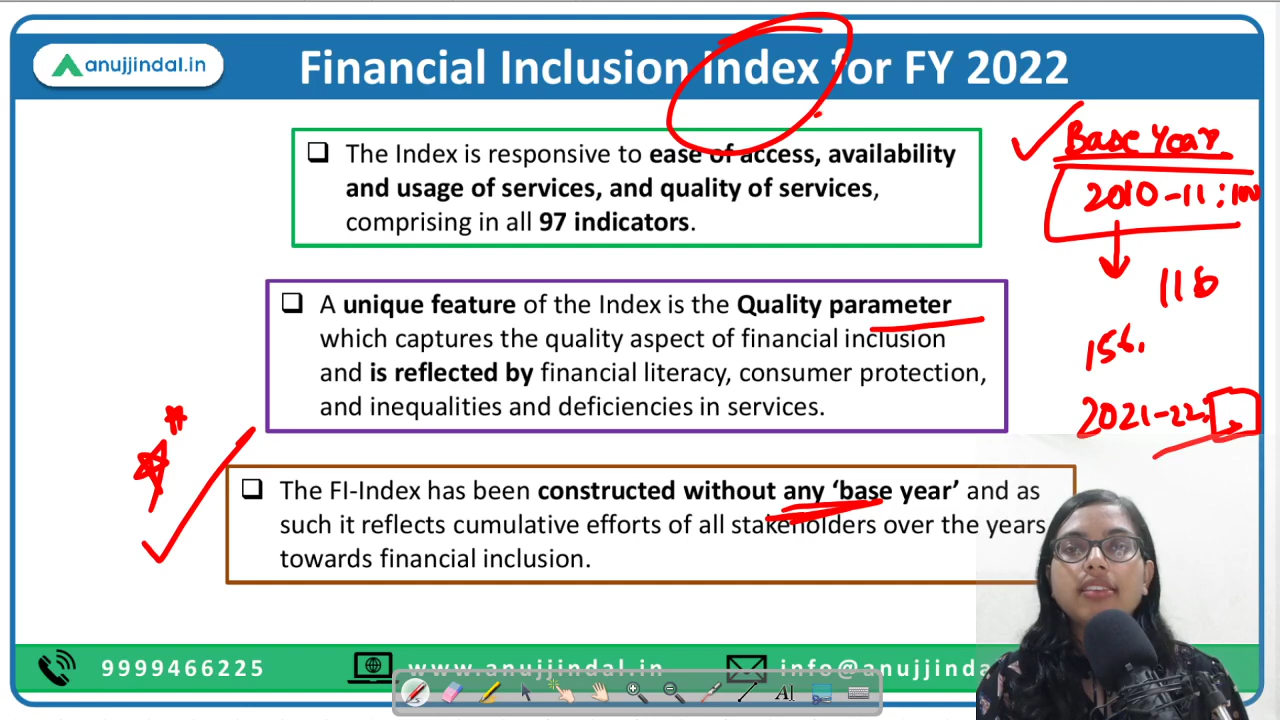 anujjindal.in
Financial Inclusion Index for FY 2022
The Index is responsive to ease of access, availability
and usage of services, and quality of services,
comprising in all 97 indicators.
Base Year
2010-11:100
116
156.
2021-22:
A unique feature of the Index is the Quality parameter
which captures the quality aspect of financial inclusion
and is reflected by financial literacy, consumer protection,
and inequalities and deficiencies in services.
The FI-Index has been constructed without any ‘base year’ and as
such it reflects cumulative efforts of all stakeholders over the years
towards financial inclusion.
9999466225
www.anujjindal.in
info@anujjinda